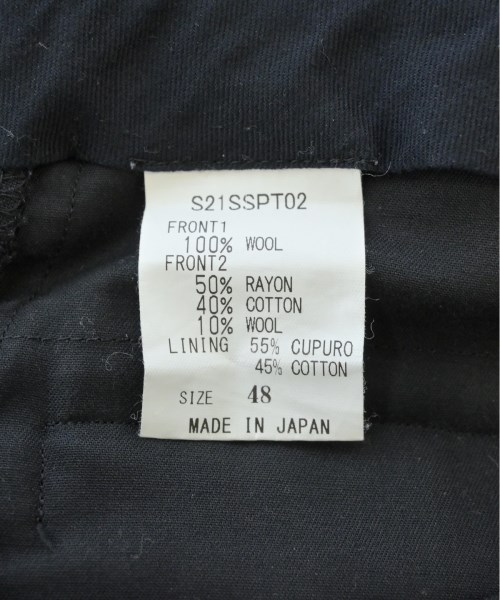 S21SSPT02
FRONT1
100% WOOL
FRONT2
50% RAYON
40% COTTON
10% WOOL
LINING 55% CUPURO
45% COTTON
SIZE 48
MADE IN JAPAN